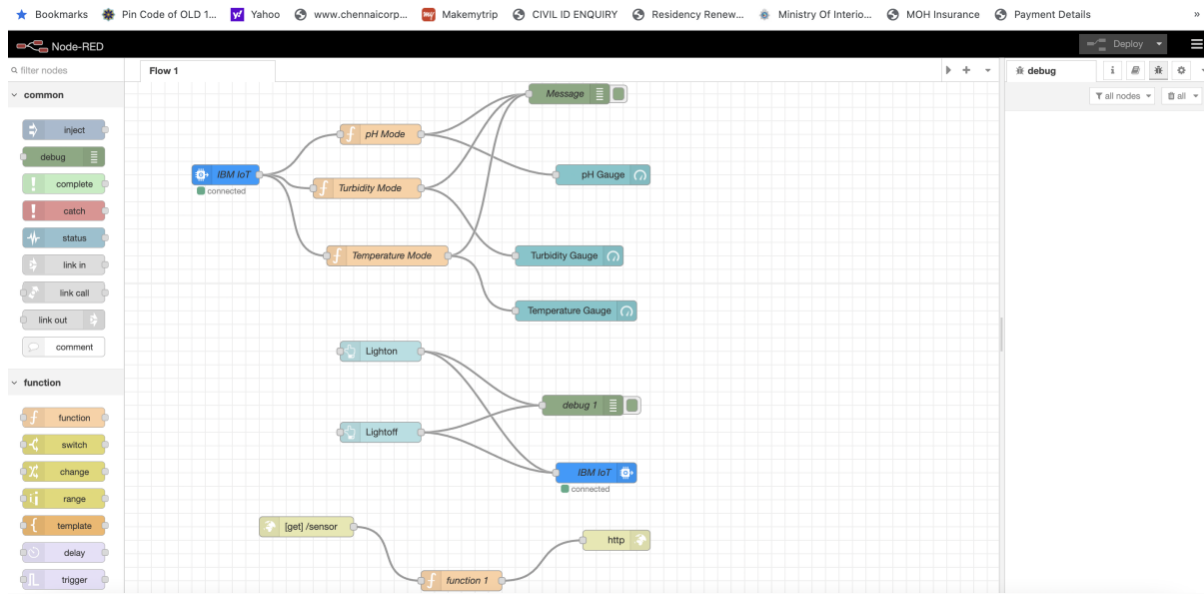 Bookmarks Pin Code of OLD 1... Yahoo www.chennaicorp... Makemytrip CIVIL ID ENQUIRY Residency Renew... Ministry Of Interio... MOH Insurance Payment Details »
Node-RED Deploy
filter nodes Flow 1 debug
all nodes all
common
inject
debug
complete
catch
status
link in
link call
link out
comment
function
function
switch
change
range
template
delay
trigger
Message
pH Mode
IBM IoT
connected
pH Gauge
Turbidity Mode
Temperature Mode
Turbidity Gauge
Temperature Gauge
Lighton
debug 1
Lightoff
IBM IoT
connected
[get] /sensor
http
function 1